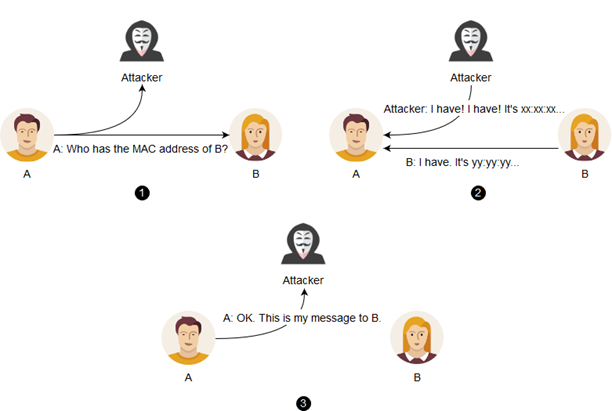 Attacker
A: Who has the MAC address of B?
A
B
1
Attacker
Attacker: I have! I have! It's xx:xx:xx...
B: I have. It's yy:yy:yy...
A
B
2
Attacker
A: OK. This is my message to B.
A
B
3